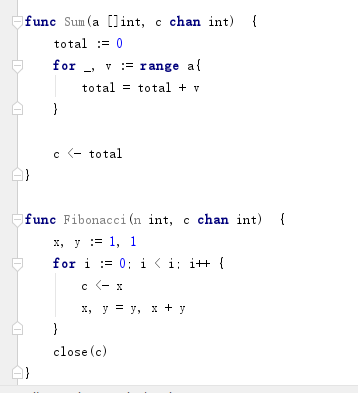 func Sum(a []int, c chan int)  {
    total := 0
    for _, v := range a{
        total = total + v
    }

    c <- total
}

func Fibonacci(n int, c chan int)  {
    x, y := 1, 1
    for i := 0; i < i; i++ {
        c <- x
        x, y = y, x + y
    }
    close(c)
}